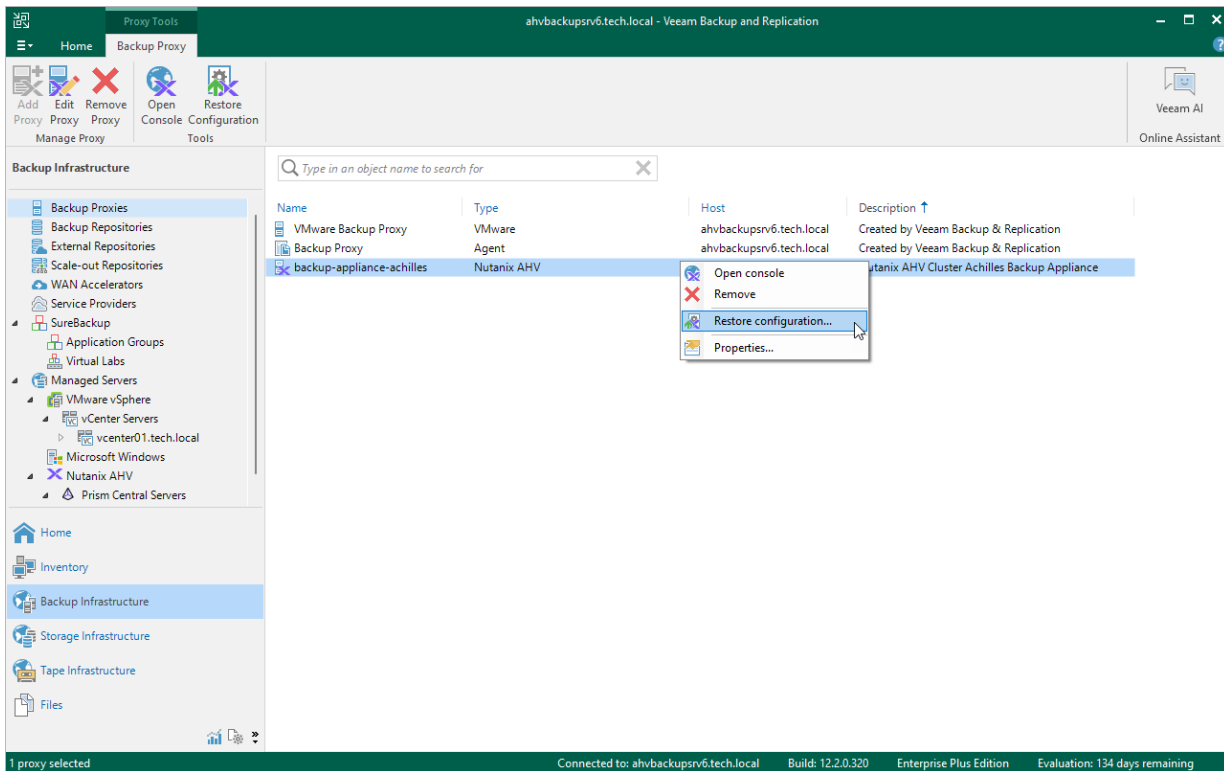 Proxy Tools
ahvbackupsrv6.tech.local - Veeam Backup and Replication
Home
Backup Proxy
Add Proxy
Edit Proxy
Remove Proxy
Open Console
Restore Configuration
Manage Proxy
Tools
Veeam AI
Online Assistant
Backup Infrastructure
Backup Proxies
Backup Repositories
External Repositories
Scale-out Repositories
WAN Accelerators
Service Providers
SureBackup
Application Groups
Virtual Labs
Managed Servers
VMware vSphere
vCenter Servers
vcenter01.tech.local
Microsoft Windows
Nutanix AHV
Prism Central Servers
Home
Inventory
Backup Infrastructure
Storage Infrastructure
Tape Infrastructure
Files
Type in an object name to search for
Name Type Host Description
VMware Backup Proxy VMware ahvbackupsrv6.tech.local Created by Veeam Backup & Replication
Backup Proxy Agent ahvbackupsrv6.tech.local Created by Veeam Backup & Replication
backup-appliance-achilles Nutanix AHV utanix AHV Cluster Achilles Backup Appliance
Open console
Remove
Restore configuration...
Properties...
1 proxy selected
Connected to: ahvbackupsrv6.tech.local
Build: 12.2.0.320
Enterprise Plus Edition
Evaluation: 134 days remaining